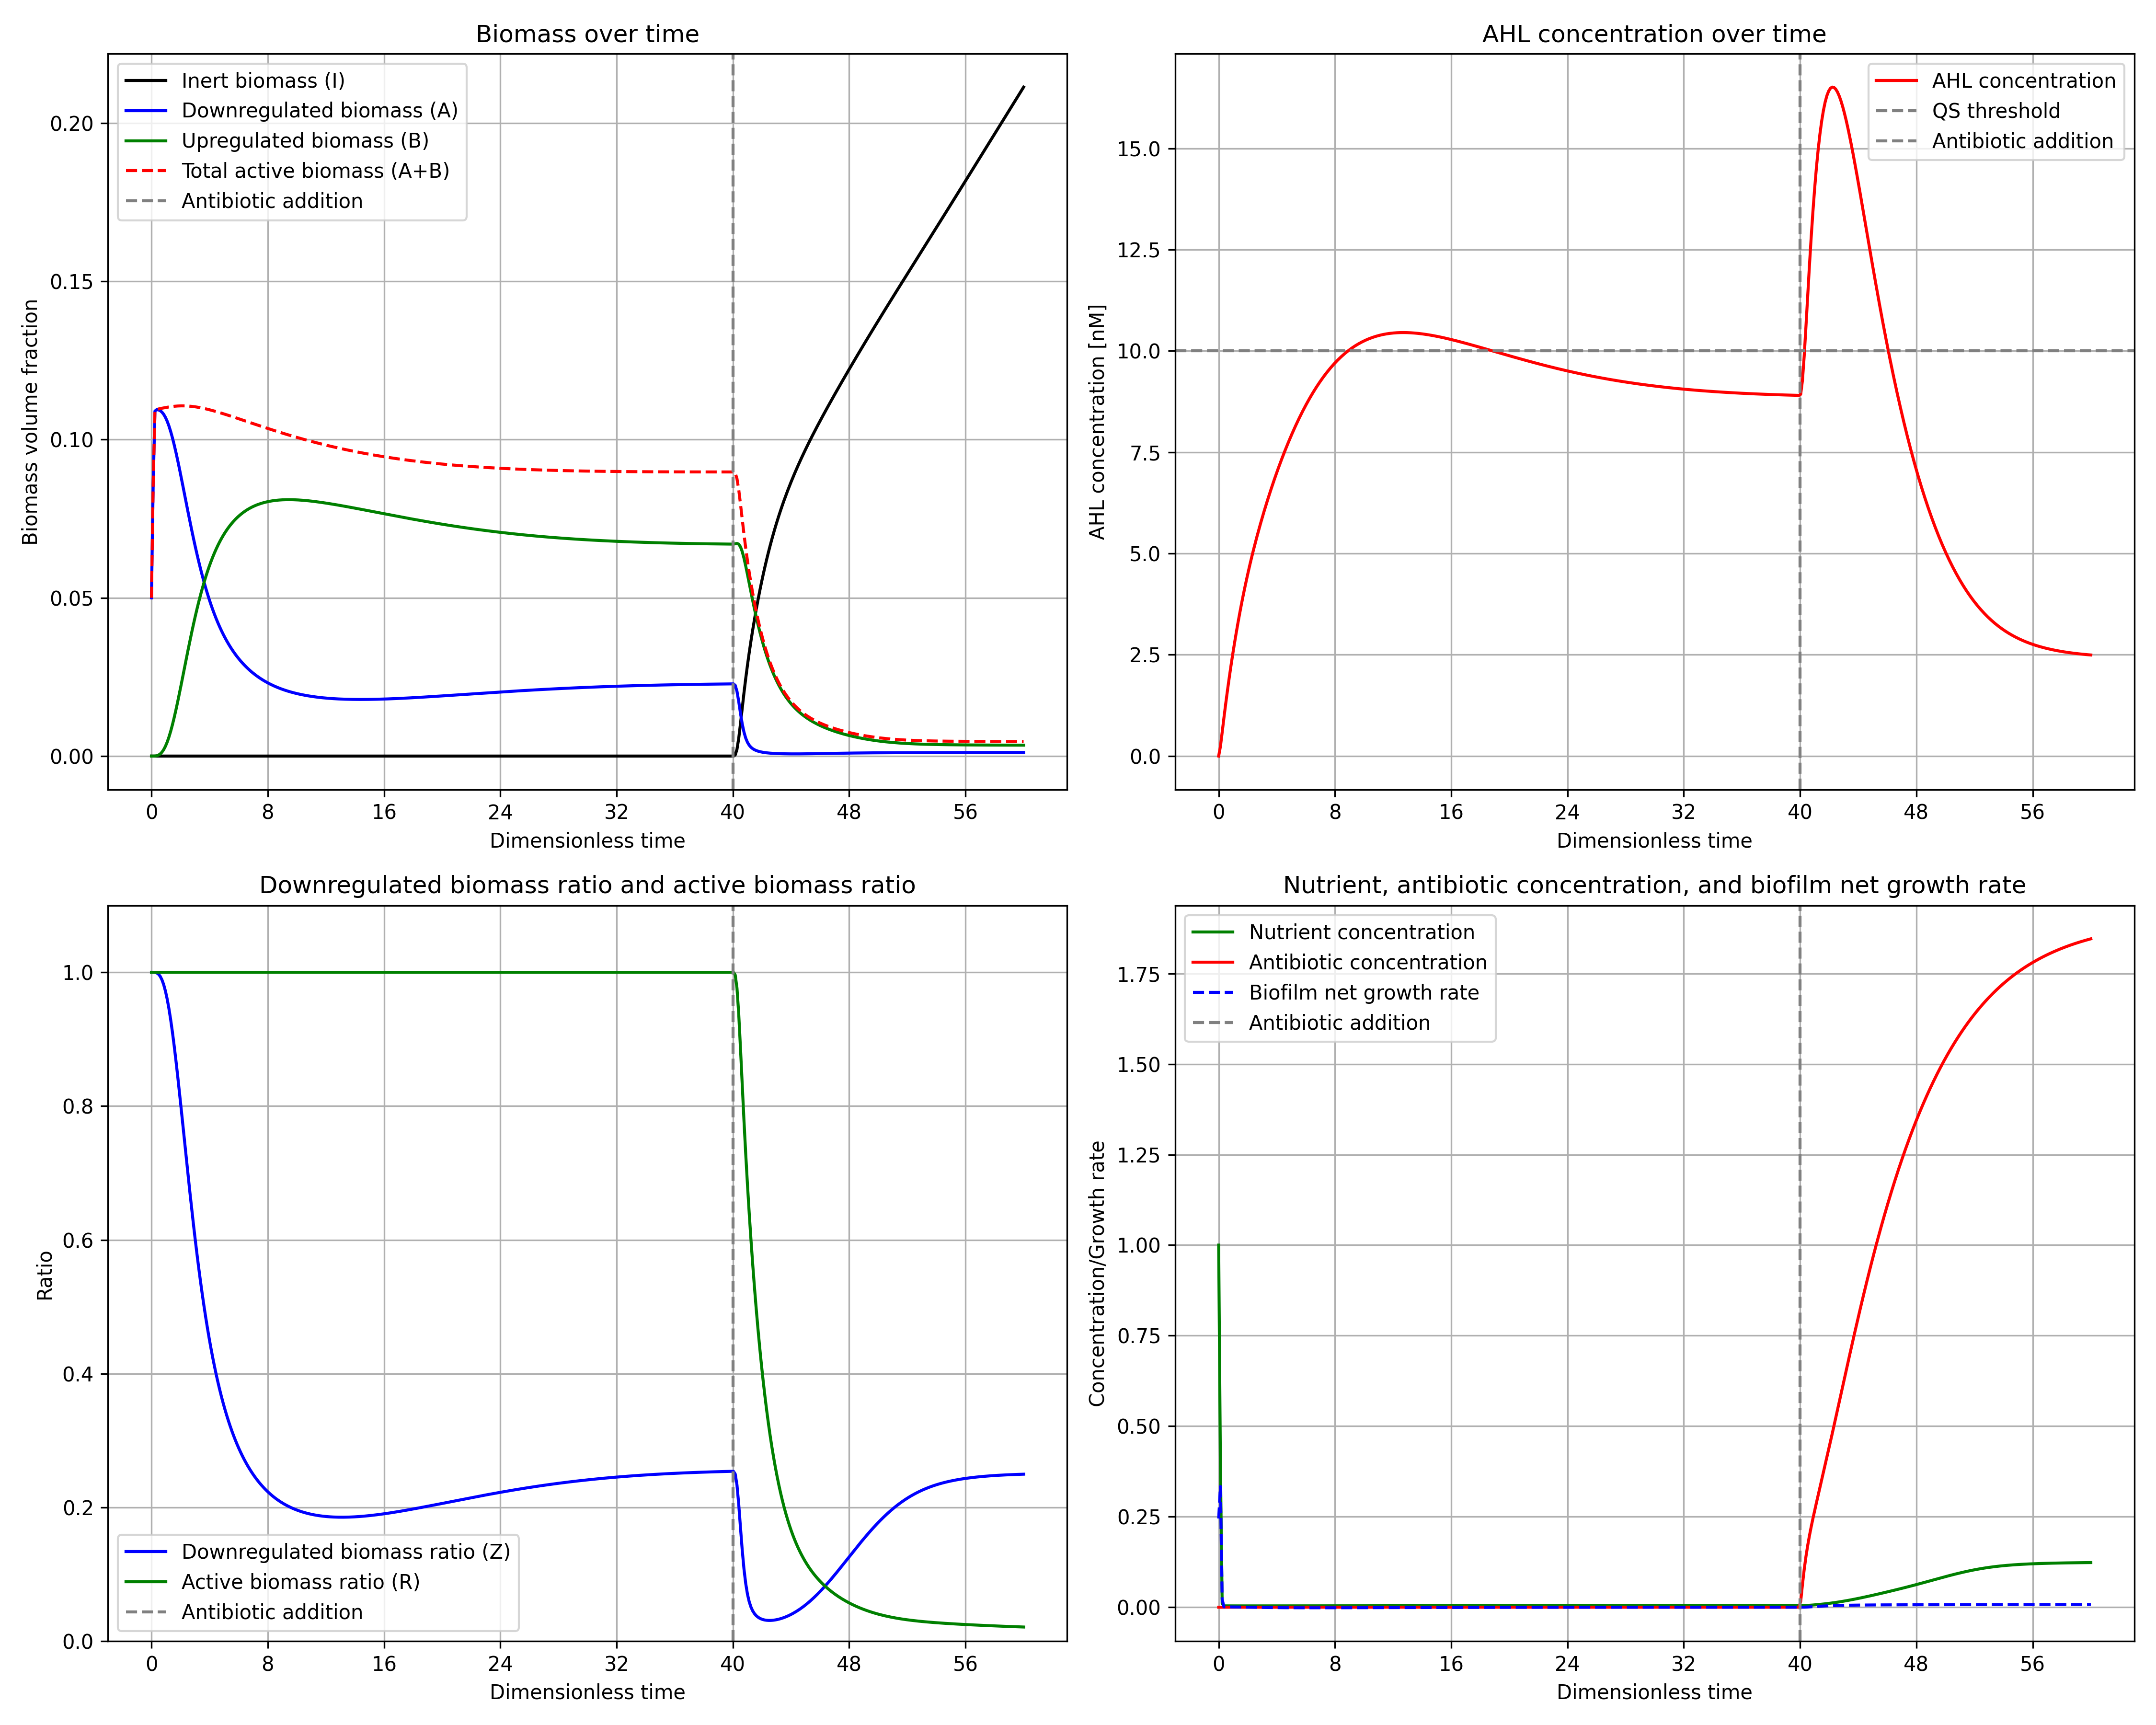 Biomass over time
Inert biomass (I)
Downregulated biomass (A)
Upregulated biomass (B)
Total active biomass (A+B)
Antibiotic addition
Biomass volume fraction
0.20
0.15
0.10
0.05
0.00
0 8 16 24 32 40 48 56
Dimensionless time
AHL concentration over time
AHL concentration
QS threshold
Antibiotic addition
AHL concentration [nM]
15.0
12.5
10.0
7.5
5.0
2.5
0.0
0 8 16 24 32 40 48 56
Dimensionless time
Downregulated biomass ratio and active biomass ratio
Ratio
1.0
0.8
0.6
0.4
0.2
0.0
Downregulated biomass ratio (Z)
Active biomass ratio (R)
Antibiotic addition
0 8 16 24 32 40 48 56
Dimensionless time
Nutrient, antibiotic concentration, and biofilm net growth rate
Nutrient concentration
Antibiotic concentration
Biofilm net growth rate
Antibiotic addition
Concentration/Growth rate
1.75
1.50
1.25
1.00
0.75
0.50
0.25
0.00
0 8 16 24 32 40 48 56
Dimensionless time